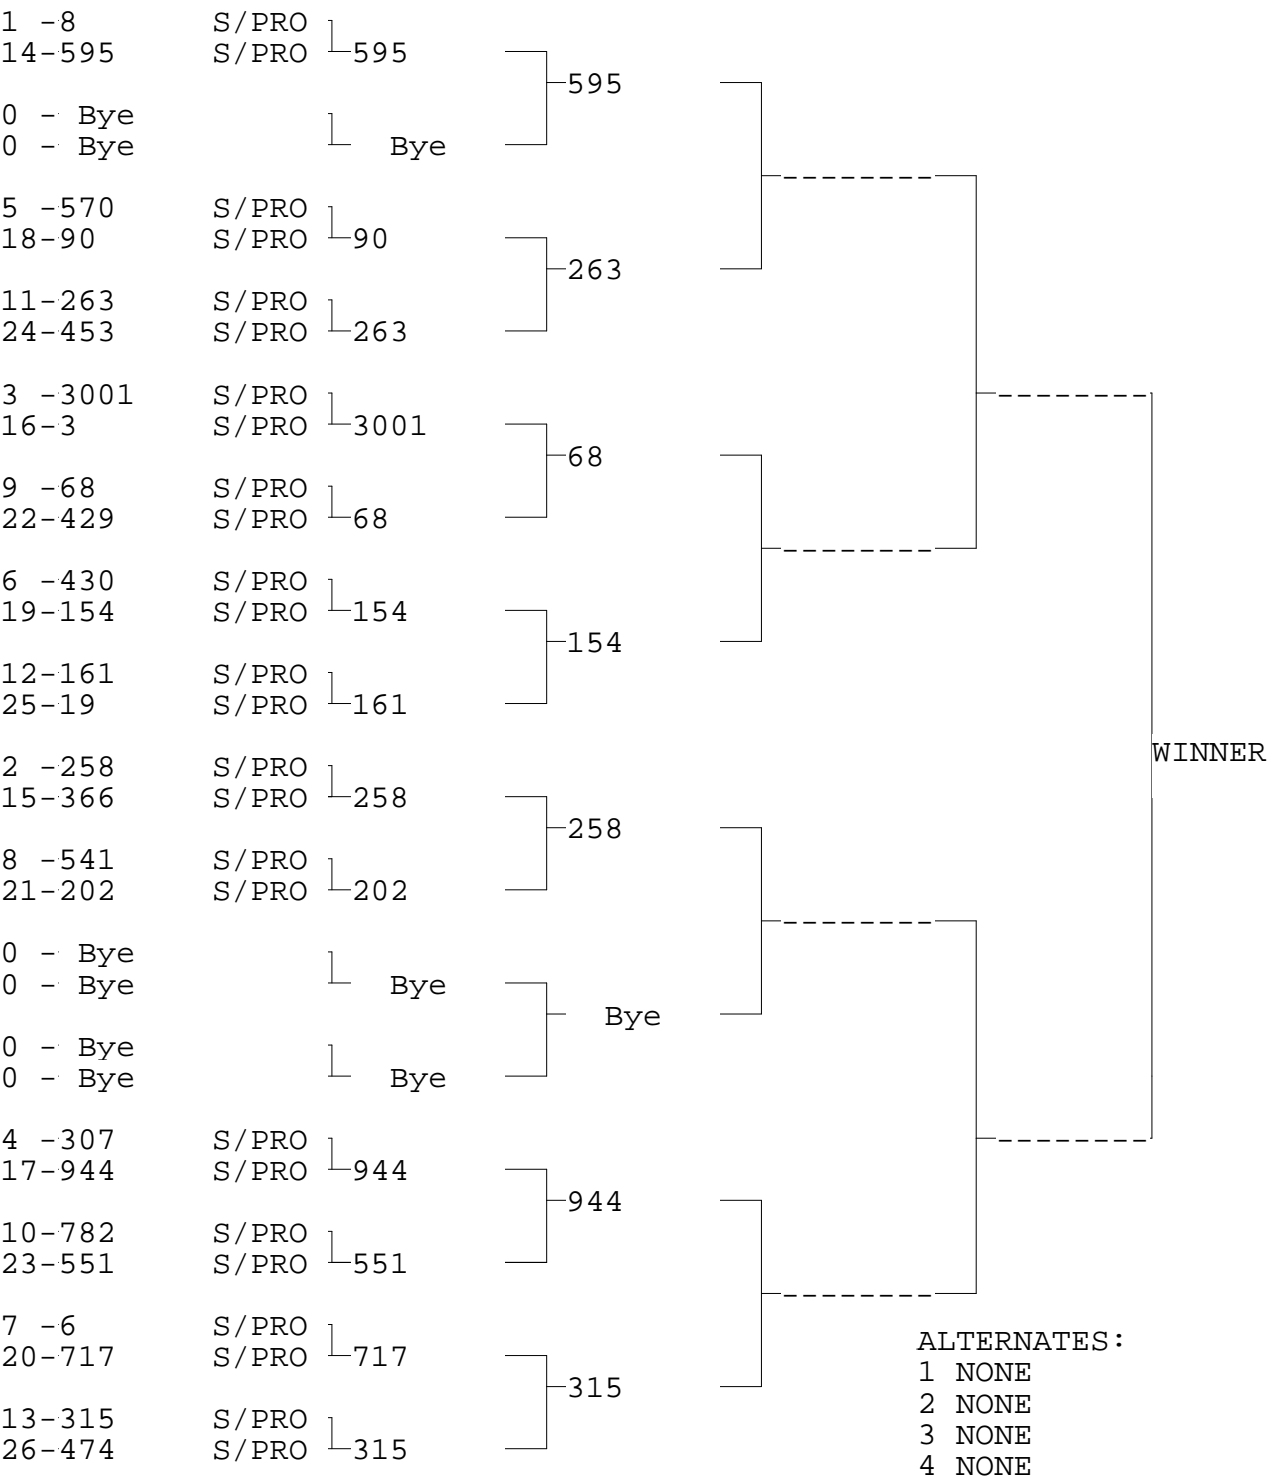 1 -8 S/PRO
14-595 S/PRO 595
595
0 - Bye
0 - Bye Bye
5 -570 S/PRO
18-90 S/PRO 90
263
11-263 S/PRO
24-453 S/PRO 263
3 -3001 S/PRO
16-3 S/PRO 3001
68
9 -68 S/PRO
22-429 S/PRO 68
6 -430 S/PRO
19-154 S/PRO 154
154
12-161 S/PRO
25-19 S/PRO 161
WINNER
2 -258 S/PRO
15-366 S/PRO 258
258
8 -541 S/PRO
21-202 S/PRO 202
0 - Bye
0 - Bye Bye
Bye
0 - Bye
0 - Bye Bye
4 -307 S/PRO
17-944 S/PRO 944
944
10-782 S/PRO
23-551 S/PRO 551
7 -6 S/PRO
20-717 S/PRO 717
315
13-315 S/PRO
26-474 S/PRO 315
ALTERNATES:
1 NONE
2 NONE
3 NONE
4 NONE